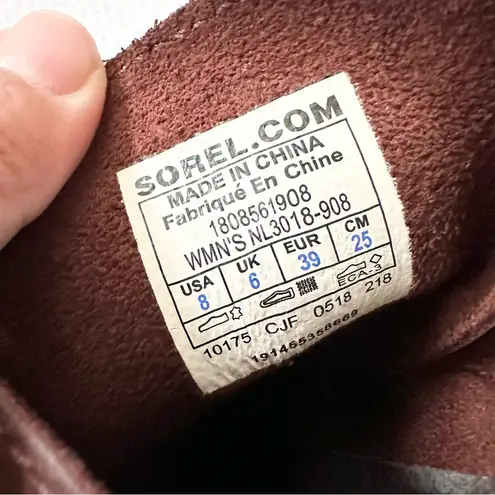 SOREL.COM
MADE IN CHINA
Fabriqué En Chine
1808561908
WMN'S NL3018-908
USA UK EUR CM
8 6 39 25
ECA.3
10175 CJF 0518 218